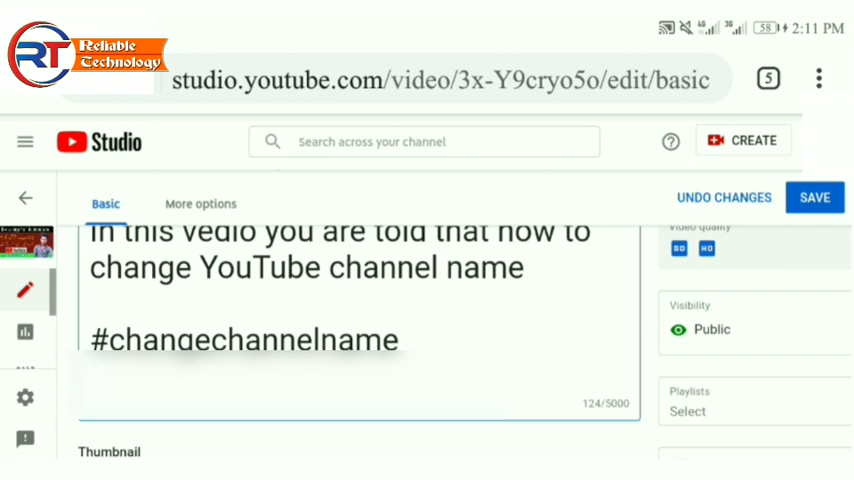 4G 3G 58 2:11 PM
RT Reliable
Technology
studio.youtube.com/video/3x-Y9cryo5o/edit/basic
5
Studio
Search across your channel
CREATE
Basic
More options
UNDO CHANGES
SAVE
In this vedio you are told that how to
change YouTube channel name
#changechannelname
124/5000
Thumbnail
Video quality
SD HD
Visibility
Public
Playlists
Select